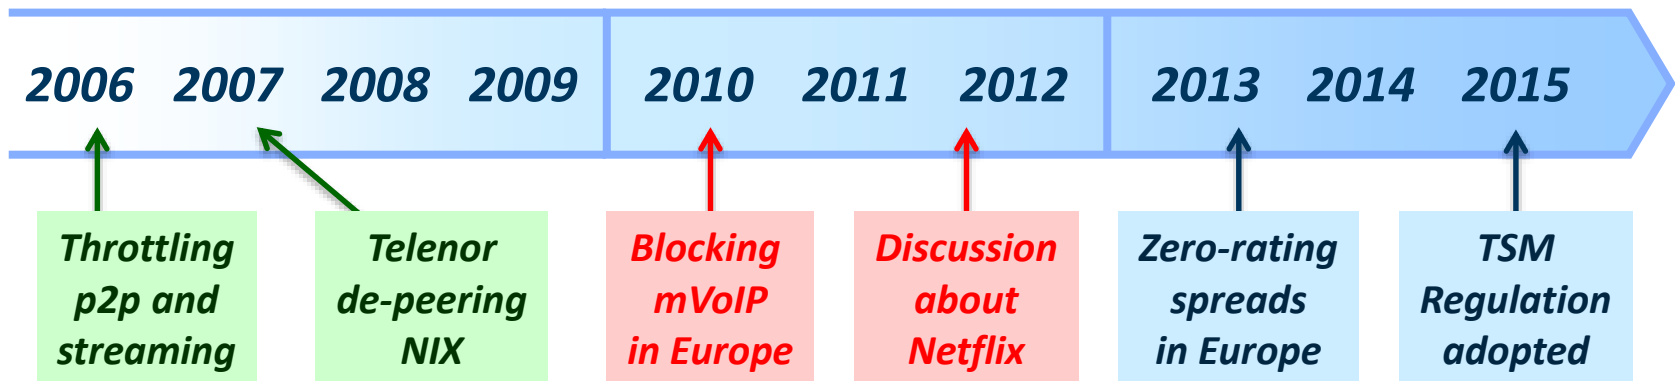 2006 2007 2008 2009 2010 2011 2012 2013 2014 2015
Throttling
p2p and
streaming
Telenor
de-peering
NIX
Blocking
mVoIP
in Europe
Discussion
about
Netflix
Zero-rating
spreads
in Europe
TSM
Regulation
adopted